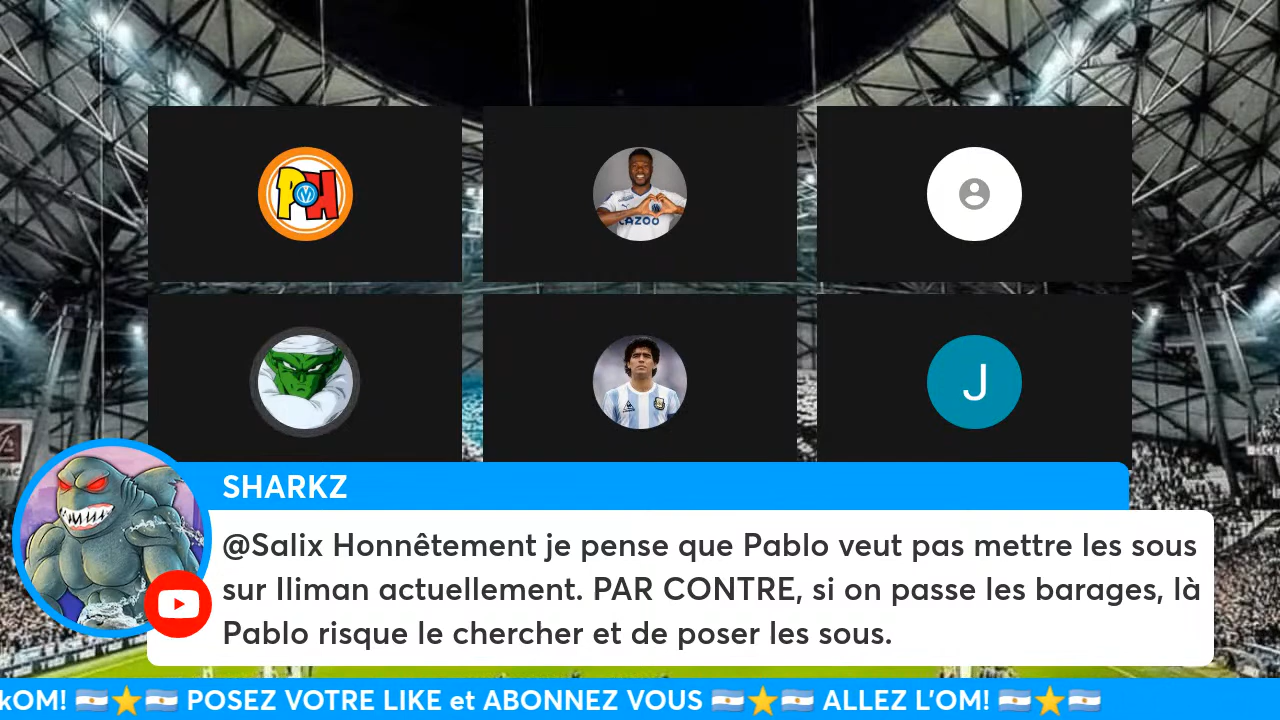 PH
CAZOO
J
SHARKZ
@Salix Honnêtement je pense que Pablo veut pas mettre les sous
sur Iliman actuellement. PAR CONTRE, si on passe les barages, là
Pablo risque le chercher et de poser les sous.
kOM! 🇦🇷⭐🇦🇷 POSEZ VOTRE LIKE et ABONNEZ VOUS 🇦🇷⭐🇦🇷 ALLEZ L'OM! 🇦🇷⭐🇦🇷